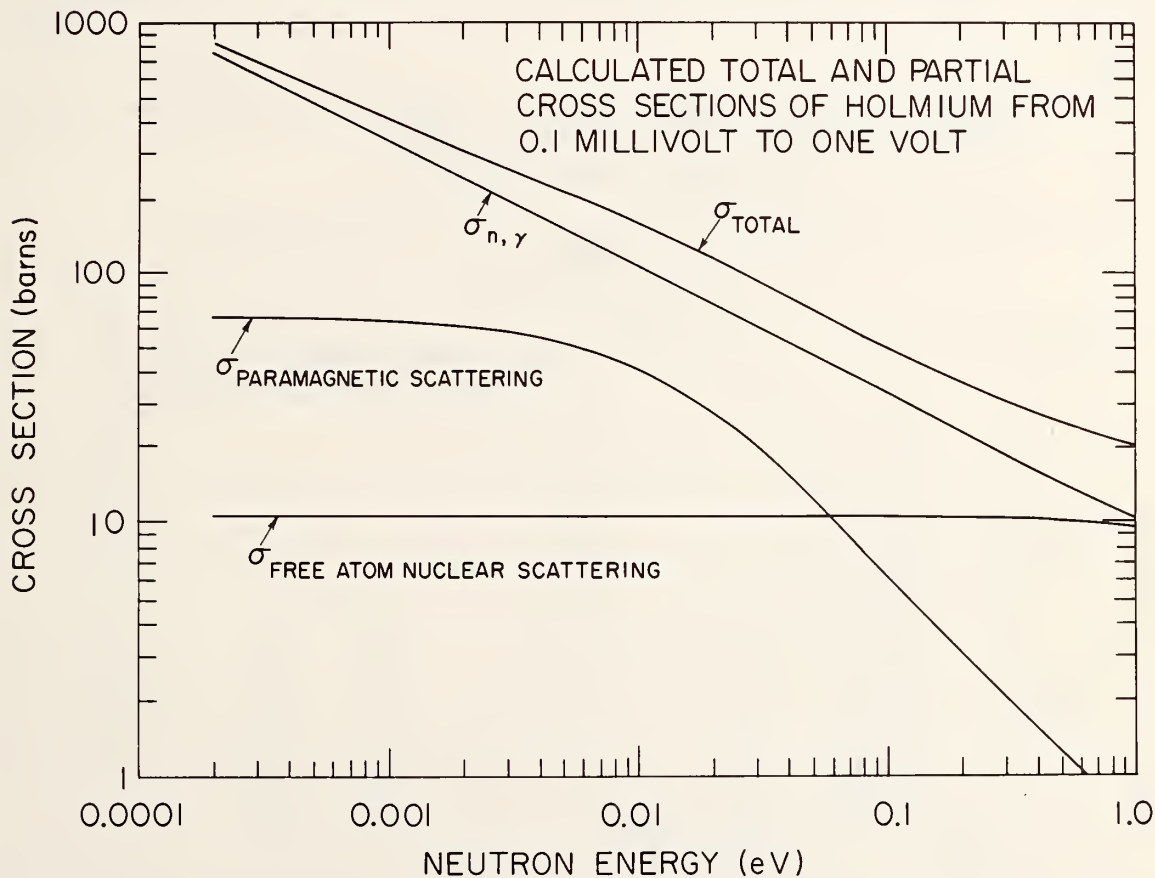 1000
CALCULATED TOTAL AND PARTIAL
CROSS SECTIONS OF HOLMIUM FROM
0.1 MILLIVOLT TO ONE VOLT
σTOTAL
σn,γ
100
σPARAMAGNETIC SCATTERING
10
σFREE ATOM NUCLEAR SCATTERING
1
CROSS SECTION (barns)
0.0001 0.001 0.01 0.1 1.0
NEUTRON ENERGY (eV)